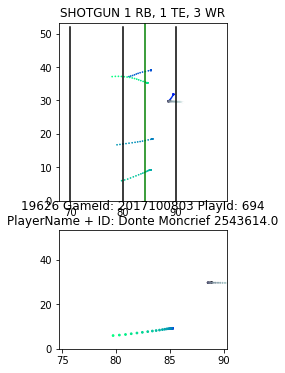 SHOTGUN 1 RB, 1 TE, 3 WR
50
40
30
20
10
0
70 80 90
19626 GameId: 2017100803 PlayId: 694
PlayerName + ID: Donte Moncrief 2543614.0
40
20
0
75 80 85 90